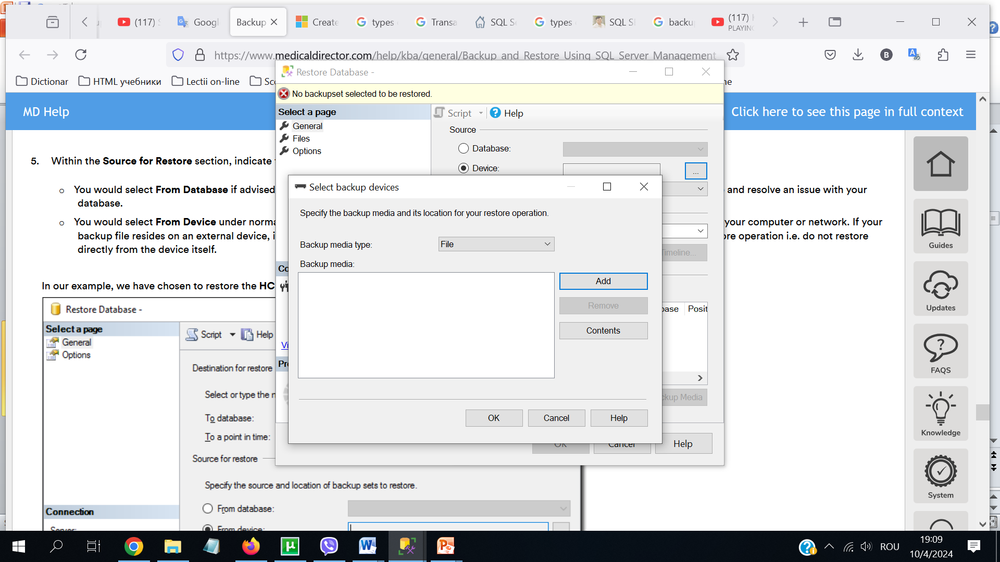 (117)
Googl
Backup
Create
types
Transa
SQL S
types
SQL S
backu
(117)
PLAYING
https://www.medicaldirector.com/help/kba/general/Backup_and_Restore_Using_SQL_Server_Management
Dictionar
HTML учебники
Lectii on-line
Sc
ne
MD Help
Click here to see this page in full context
Restore Database -
No backupset selected to be restored.
Select a page
General
Files
Options
Script
Help
Source
Database:
Device:
...
5. Within the Source for Restore section, indicate
o You would select From Database if advised
and resolve an issue with your
database.
o You would select From Device under norma
your computer or network. If your
backup file resides on an external device, i
ore operation i.e. do not restore
directly from the device itself.
In our example, we have chosen to restore the HC
Select backup devices
Specify the backup media and its location for your restore operation.
Backup media type:
File
Backup media:
Add
Remove
Contents
OK
Cancel
Help
Timeline...
base
Posit
ckup Media
Co
Vi
Pr
OK
Cancel
Help
Restore Database -
Select a page
General
Options
Script
Help
Destination for restore
Select or type the n
To database:
To a point in time:
Source for restore
Specify the source and location of backup sets to restore.
From database:
From device:
Connection
Server:
Guides
Updates
FAQS
Knowledge
System
ROU
19:09
10/4/2024